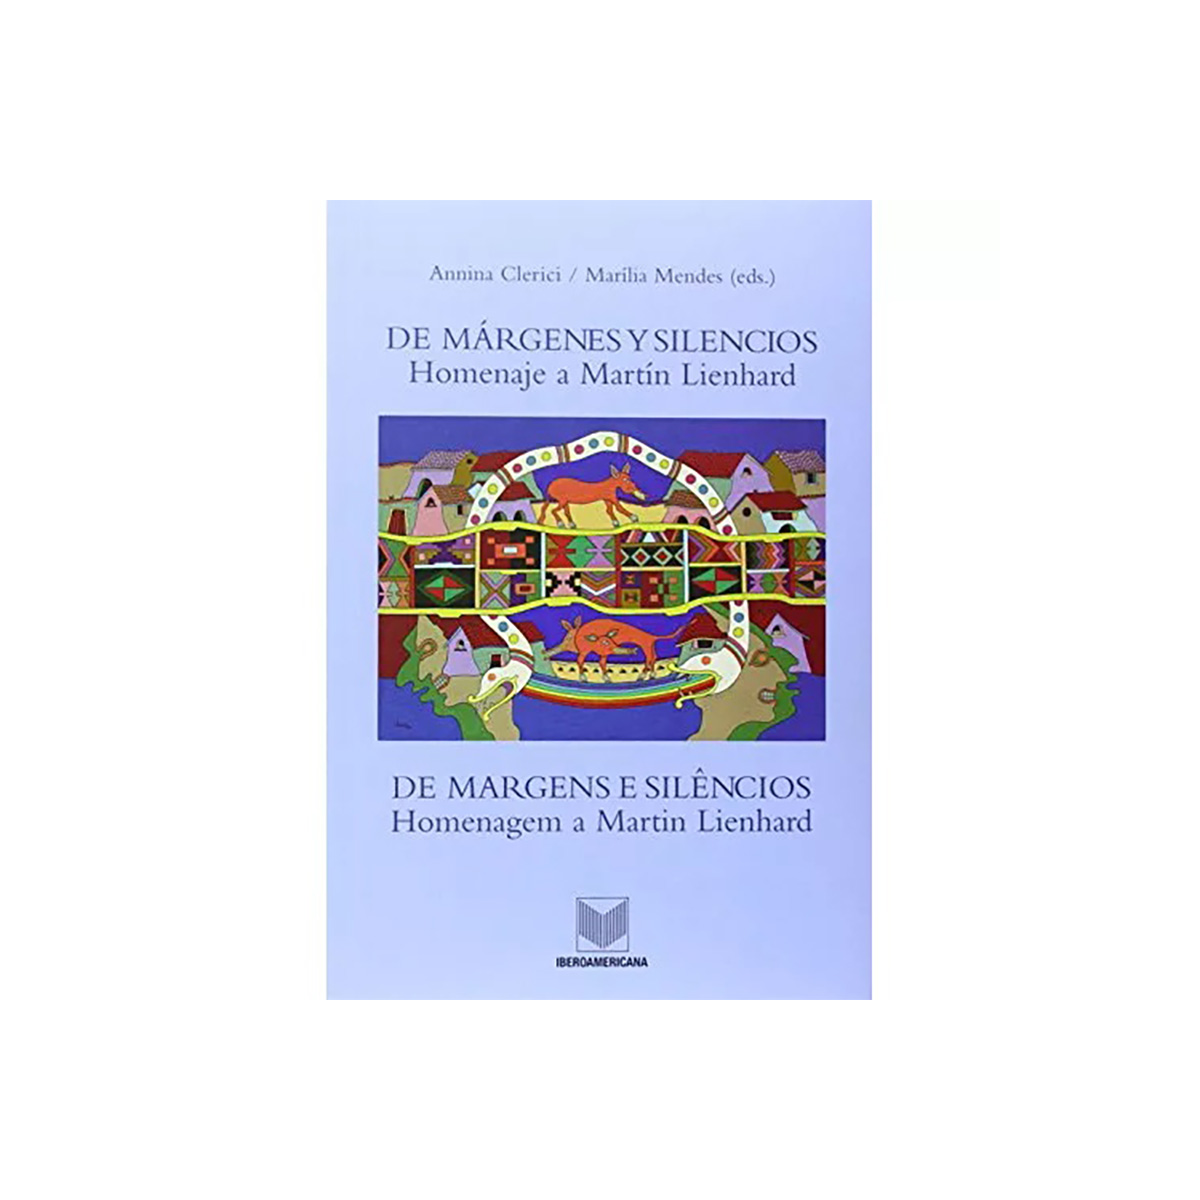 Annina Clerici / Marília Mendes (eds.)
DE MÁRGENES Y SILENCIOS
Homenaje a Martín Lienhard
DE MARGENS E SILÊNCIOS
Homenagem a Martin Lienhard
IBEROAMERICANA